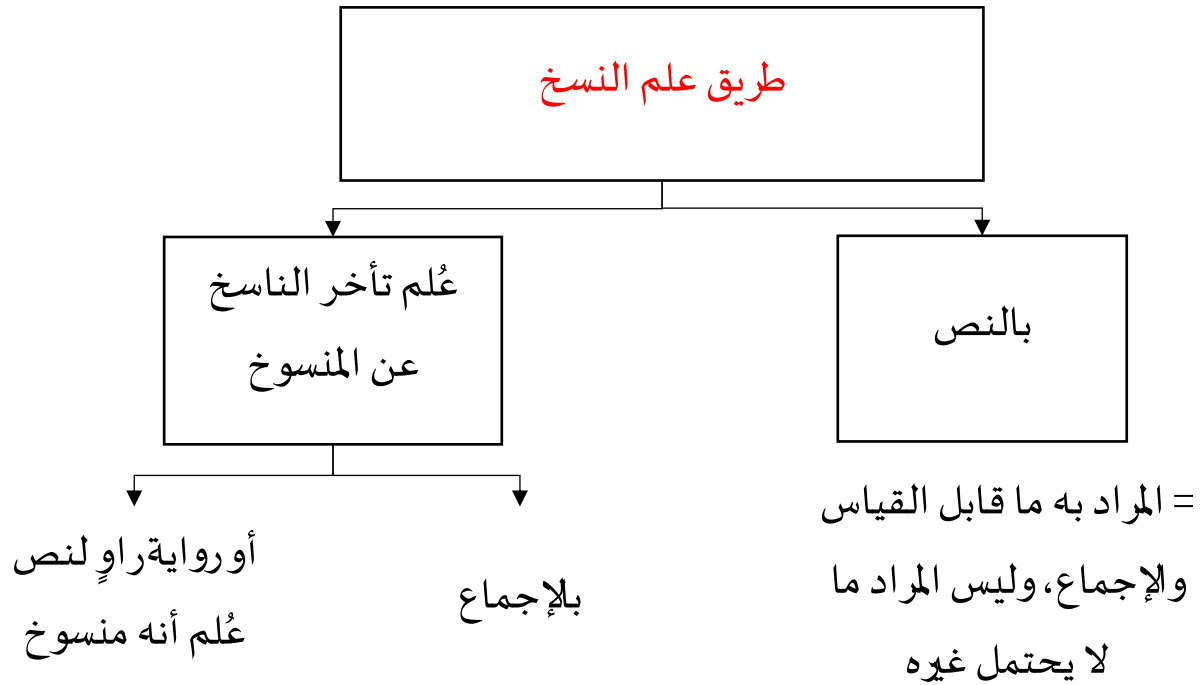 طريق علم النسخ
بالنص
= المراد به ما قابل القياس
والإجماع، وليس المراد ما
لا يحتمل غيره
عُلم تأخر الناسخ
عن المنسوخ
بالإجماع
أو رواية راوٍ لنص
عُلم أنه منسوخ